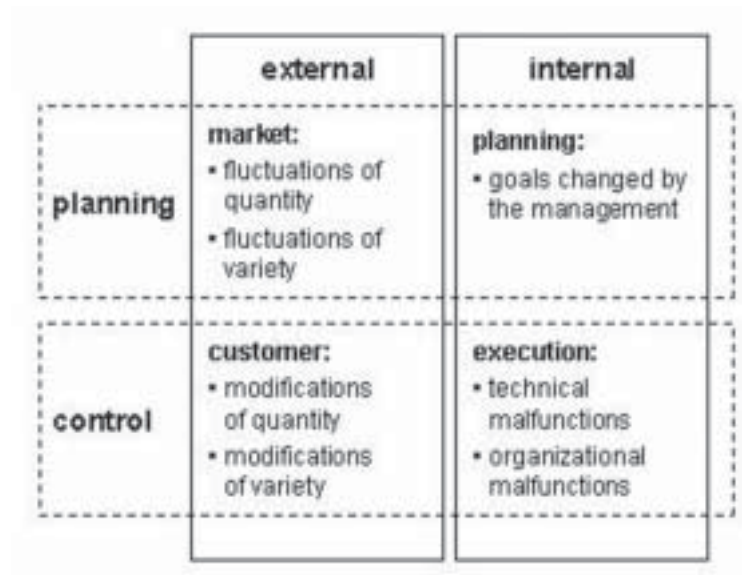 external
internal
planning
market:
▪ fluctuations of
quantity
▪ fluctuations of
variety
planning:
▪ goals changed by
the management
control
customer:
▪ modifications
of quantity
▪ modifications
of variety
execution:
▪ technical
malfunctions
▪ organizational
malfunctions